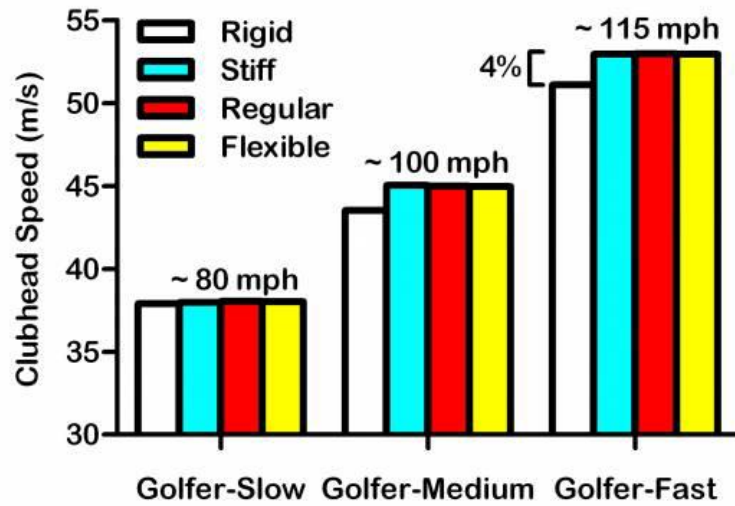 Clubhead Speed (m/s)
55
50
45
40
35
30
Rigid
Stiff
Regular
Flexible
~ 80 mph
~ 100 mph
~ 115 mph
4%
Golfer-Slow Golfer-Medium Golfer-Fast